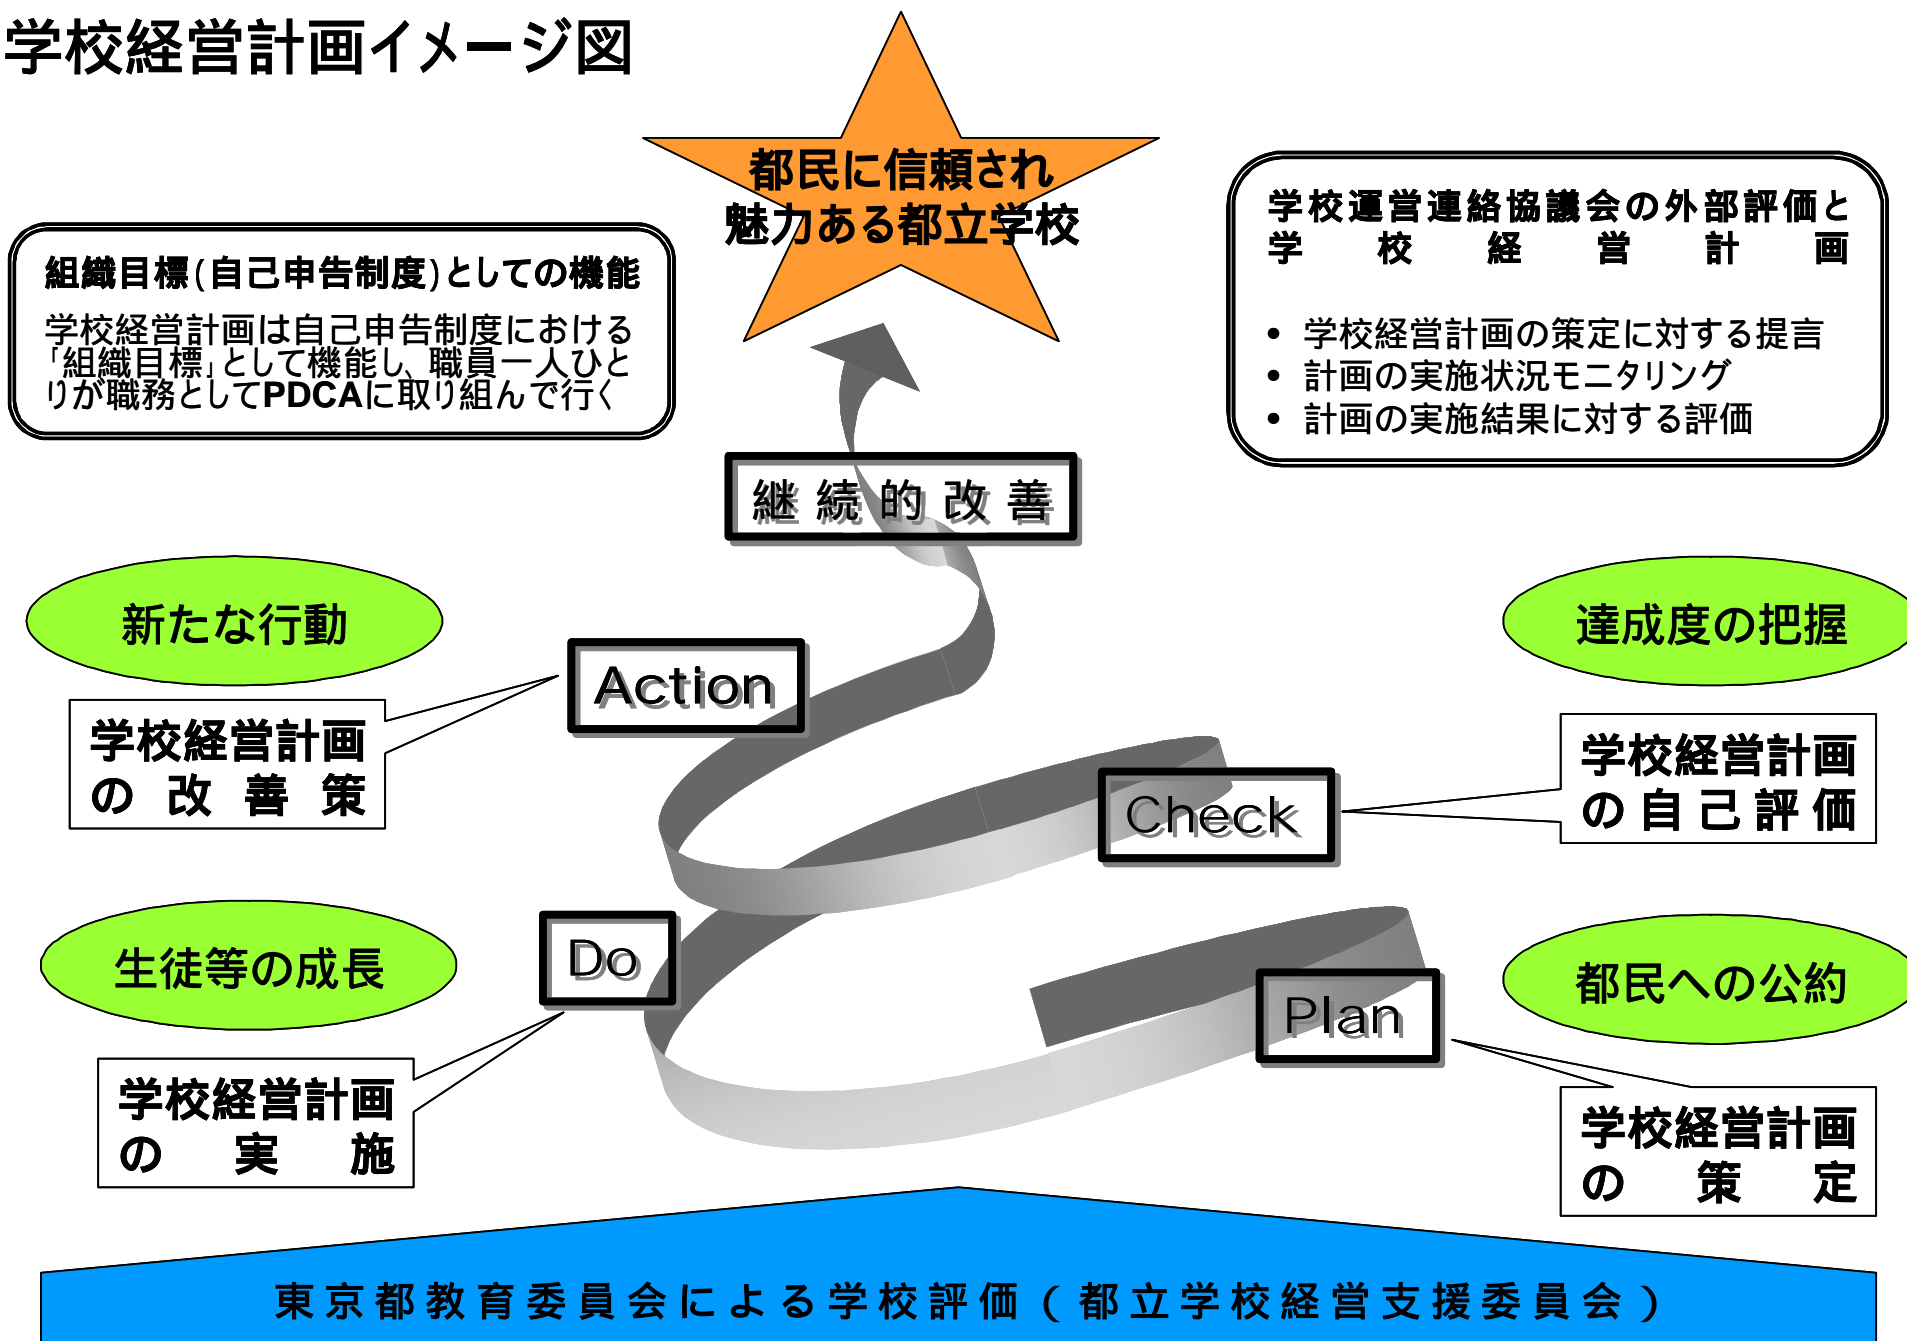 学校経営計画イメージ図
都民に信頼され
魅力ある都立学校
組織目標(自己申告制度)としての機能
学校経営計画は自己申告制度における
「組織目標」として機能し、職員一人ひと
りが職務としてPDCAに取り組んで行く
学校運営連絡協議会の外部評価と
学校経営計画
• 学校経営計画の策定に対する提言
• 計画の実施状況モニタリング
• 計画の実施結果に対する評価
継続的改善
新たな行動
Action
学校経営計画
の改善策
達成度の把握
Check
学校経営計画
の自己評価
生徒等の成長
Do
学校経営計画
の実施
都民への公約
Plan
学校経営計画
の策定
東京都教育委員会による学校評価(都立学校経営支援委員会)